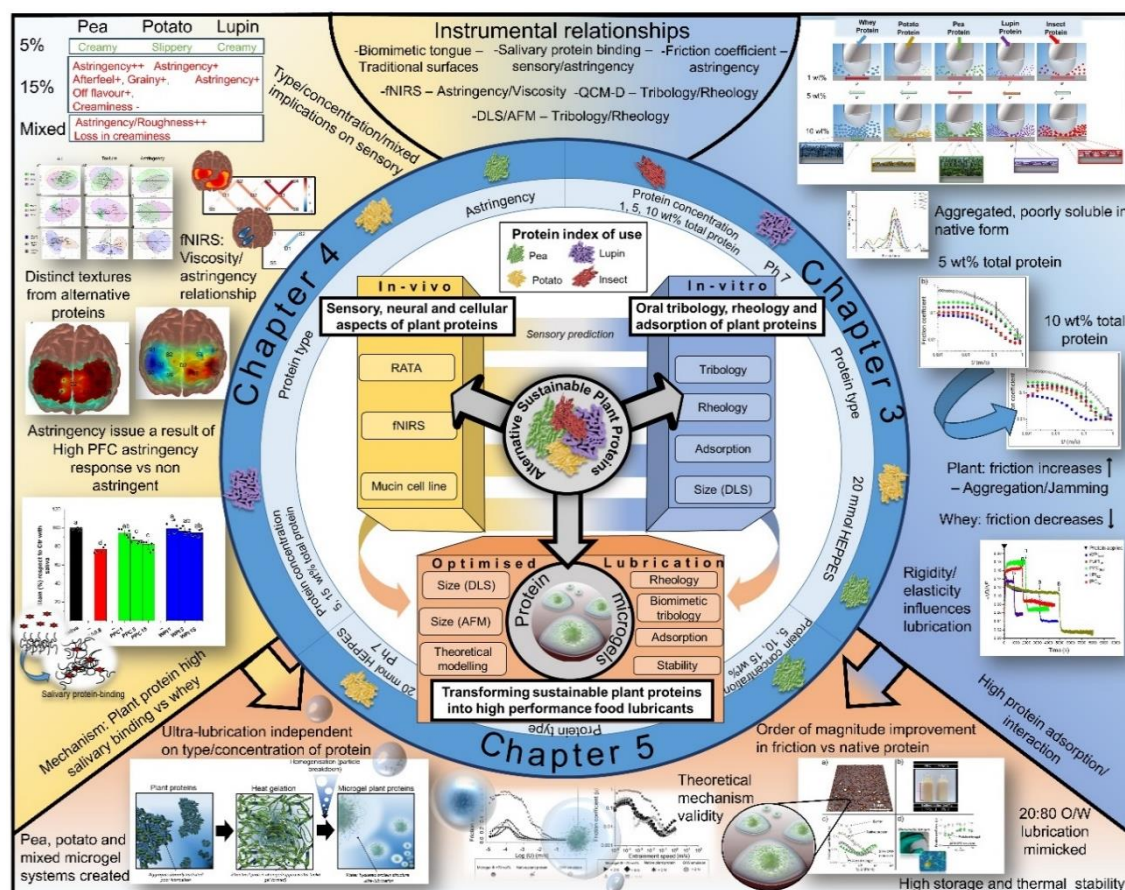 Pea Potato Lupin
5% Creamy Slippery Creamy
15% Astringency++ Astringency+
Afterfeel+, Grainy+, Astringency+
Off flavour+,
Creaminess -
Mixed Astringency/Roughness++
Loss in creaminess
Type/concentration/mixed
implications on sensory
Instrumental relationships
-Biomimetic tongue –
Traditional surfaces
-Salivary protein binding –
sensory/astringency
-Friction coefficient –
astringency
-fNIRS – Astringency/Viscosity
-QCM-D – Tribology/Rheology
-DLS/AFM – Tribology/Rheology
Whey
Protein
Potato
Protein
Pea
Protein
Lupin
Protein
Insect
Protein
1 wt%
5 wt%
10 wt%
Texture
Astringency
fNIRS:
Viscosity/
astringency
relationship
Distinct textures
from alternative
proteins
Astringency issue a result of
High PFC astringency
response vs non
astringent
Salivary protein-binding
Mechanism: Plant protein high
salivary binding vs whey
Chapter 4
Astringency
Protein type
Protein concentration
5, 15 wt% total protein
20 mmol HEPPES
Ph 7
Protein index of use
Pea
Lupin
Potato
Insect
In-vivo
Sensory, neural and cellular
aspects of plant proteins
RATA
fNIRS
Mucin cell line
Sensory prediction
Alternative Sustainable Plant Proteins
In-vitro
Oral tribology, rheology and
adsorption of plant proteins
Tribology
Rheology
Adsorption
Size (DLS)
Chapter 3
Protein concentration
1, 5, 10 wt% total protein
Ph 7
Protein type
20 mmol HEPPES
Aggregated, poorly soluble in
native form
5 wt% total protein
Friction coefficient
10 wt% total
protein
Plant: friction increases
– Aggregation/Jamming
Whey: friction decreases
Rigidity/
elasticity
influences
lubrication
Time (s)
High protein adsorption/
interaction
Optimised
Lubrication
Size (DLS)
Size (AFM)
Theoretical
modelling
Protein
microgels
Rheology
Biomimetic
tribology
Adsorption
Stability
Transforming sustainable plant proteins
into high performance food lubricants
Protein concentration
5, 10, 15 wt%
Protein type
Chapter 5
Ultra-lubrication independent
on type/concentration of protein
Homogenisation (particle
breakdown)
Plant proteins
Heat gelation
Microgel plant proteins
Pea, potato and
mixed microgel
systems created
Theoretical
mechanism
validity
Order of magnitude improvement
in friction vs native protein
a)
b)
c)
d)
20:80 O/W
lubrication
mimicked
High storage and thermal stability